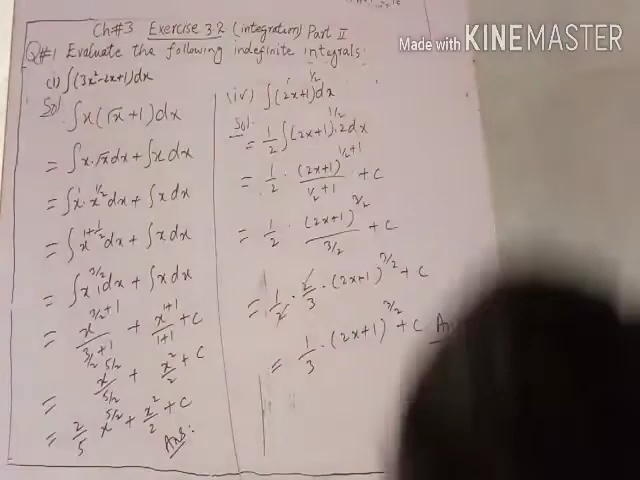 Made with KINEMASTER
Ch#3 Exercise 3.2 (integration) Part II
Q#1 Evaluate the following indefinite integrals:
(i) ∫(3x²-2x+1)dx
Sol.
∫x(√x+1)dx
= ∫x·√x dx + ∫x dx
= ∫x¹·x^(1/2) dx + ∫x dx
= ∫x^(1+1/2) dx + ∫x dx
= ∫x^(3/2) dx + ∫x dx
= x^(3/2+1)/(3/2+1) + x^(1+1)/(1+1) + C
= x^(5/2)/(5/2) + x²/2 + C
= 2/5 x^(5/2) + x²/2 + C
Ans:
(iv) ∫(2x+1)^(1/2) dx
Sol.
= 1/2 ∫(2x+1)^(1/2)·2dx
= 1/2 · (2x+1)^(1/2+1)/(1/2+1) + C
= 1/2 · (2x+1)^(3/2)/(3/2) + C
= 1/2 · 2/3 · (2x+1)^(3/2) + C
= 1/3 · (2x+1)^(3/2) + C